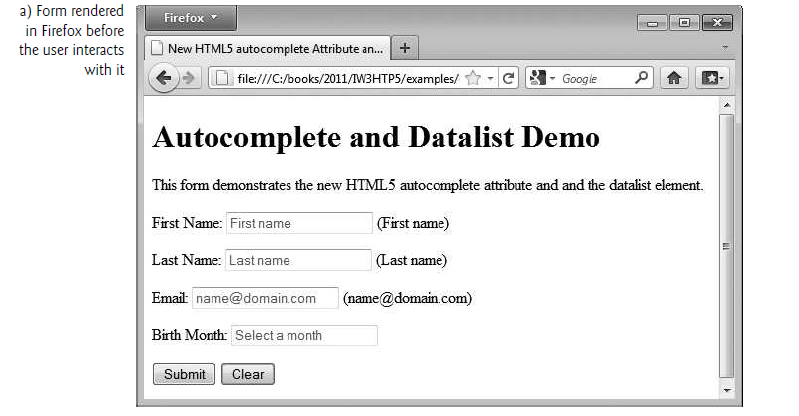 a) Form rendered
in Firefox before
the user interacts
with it
Firefox
New HTML5 autocomplete Attribute an...
file:///C:/books/2011/IW3HTP5/examples/
Google
Autocomplete and Datalist Demo
This form demonstrates the new HTML5 autocomplete attribute and and the datalist element.
First Name: First name (First name)
Last Name: Last name (Last name)
Email: name@domain.com (name@domain.com)
Birth Month: Select a month
Submit Clear